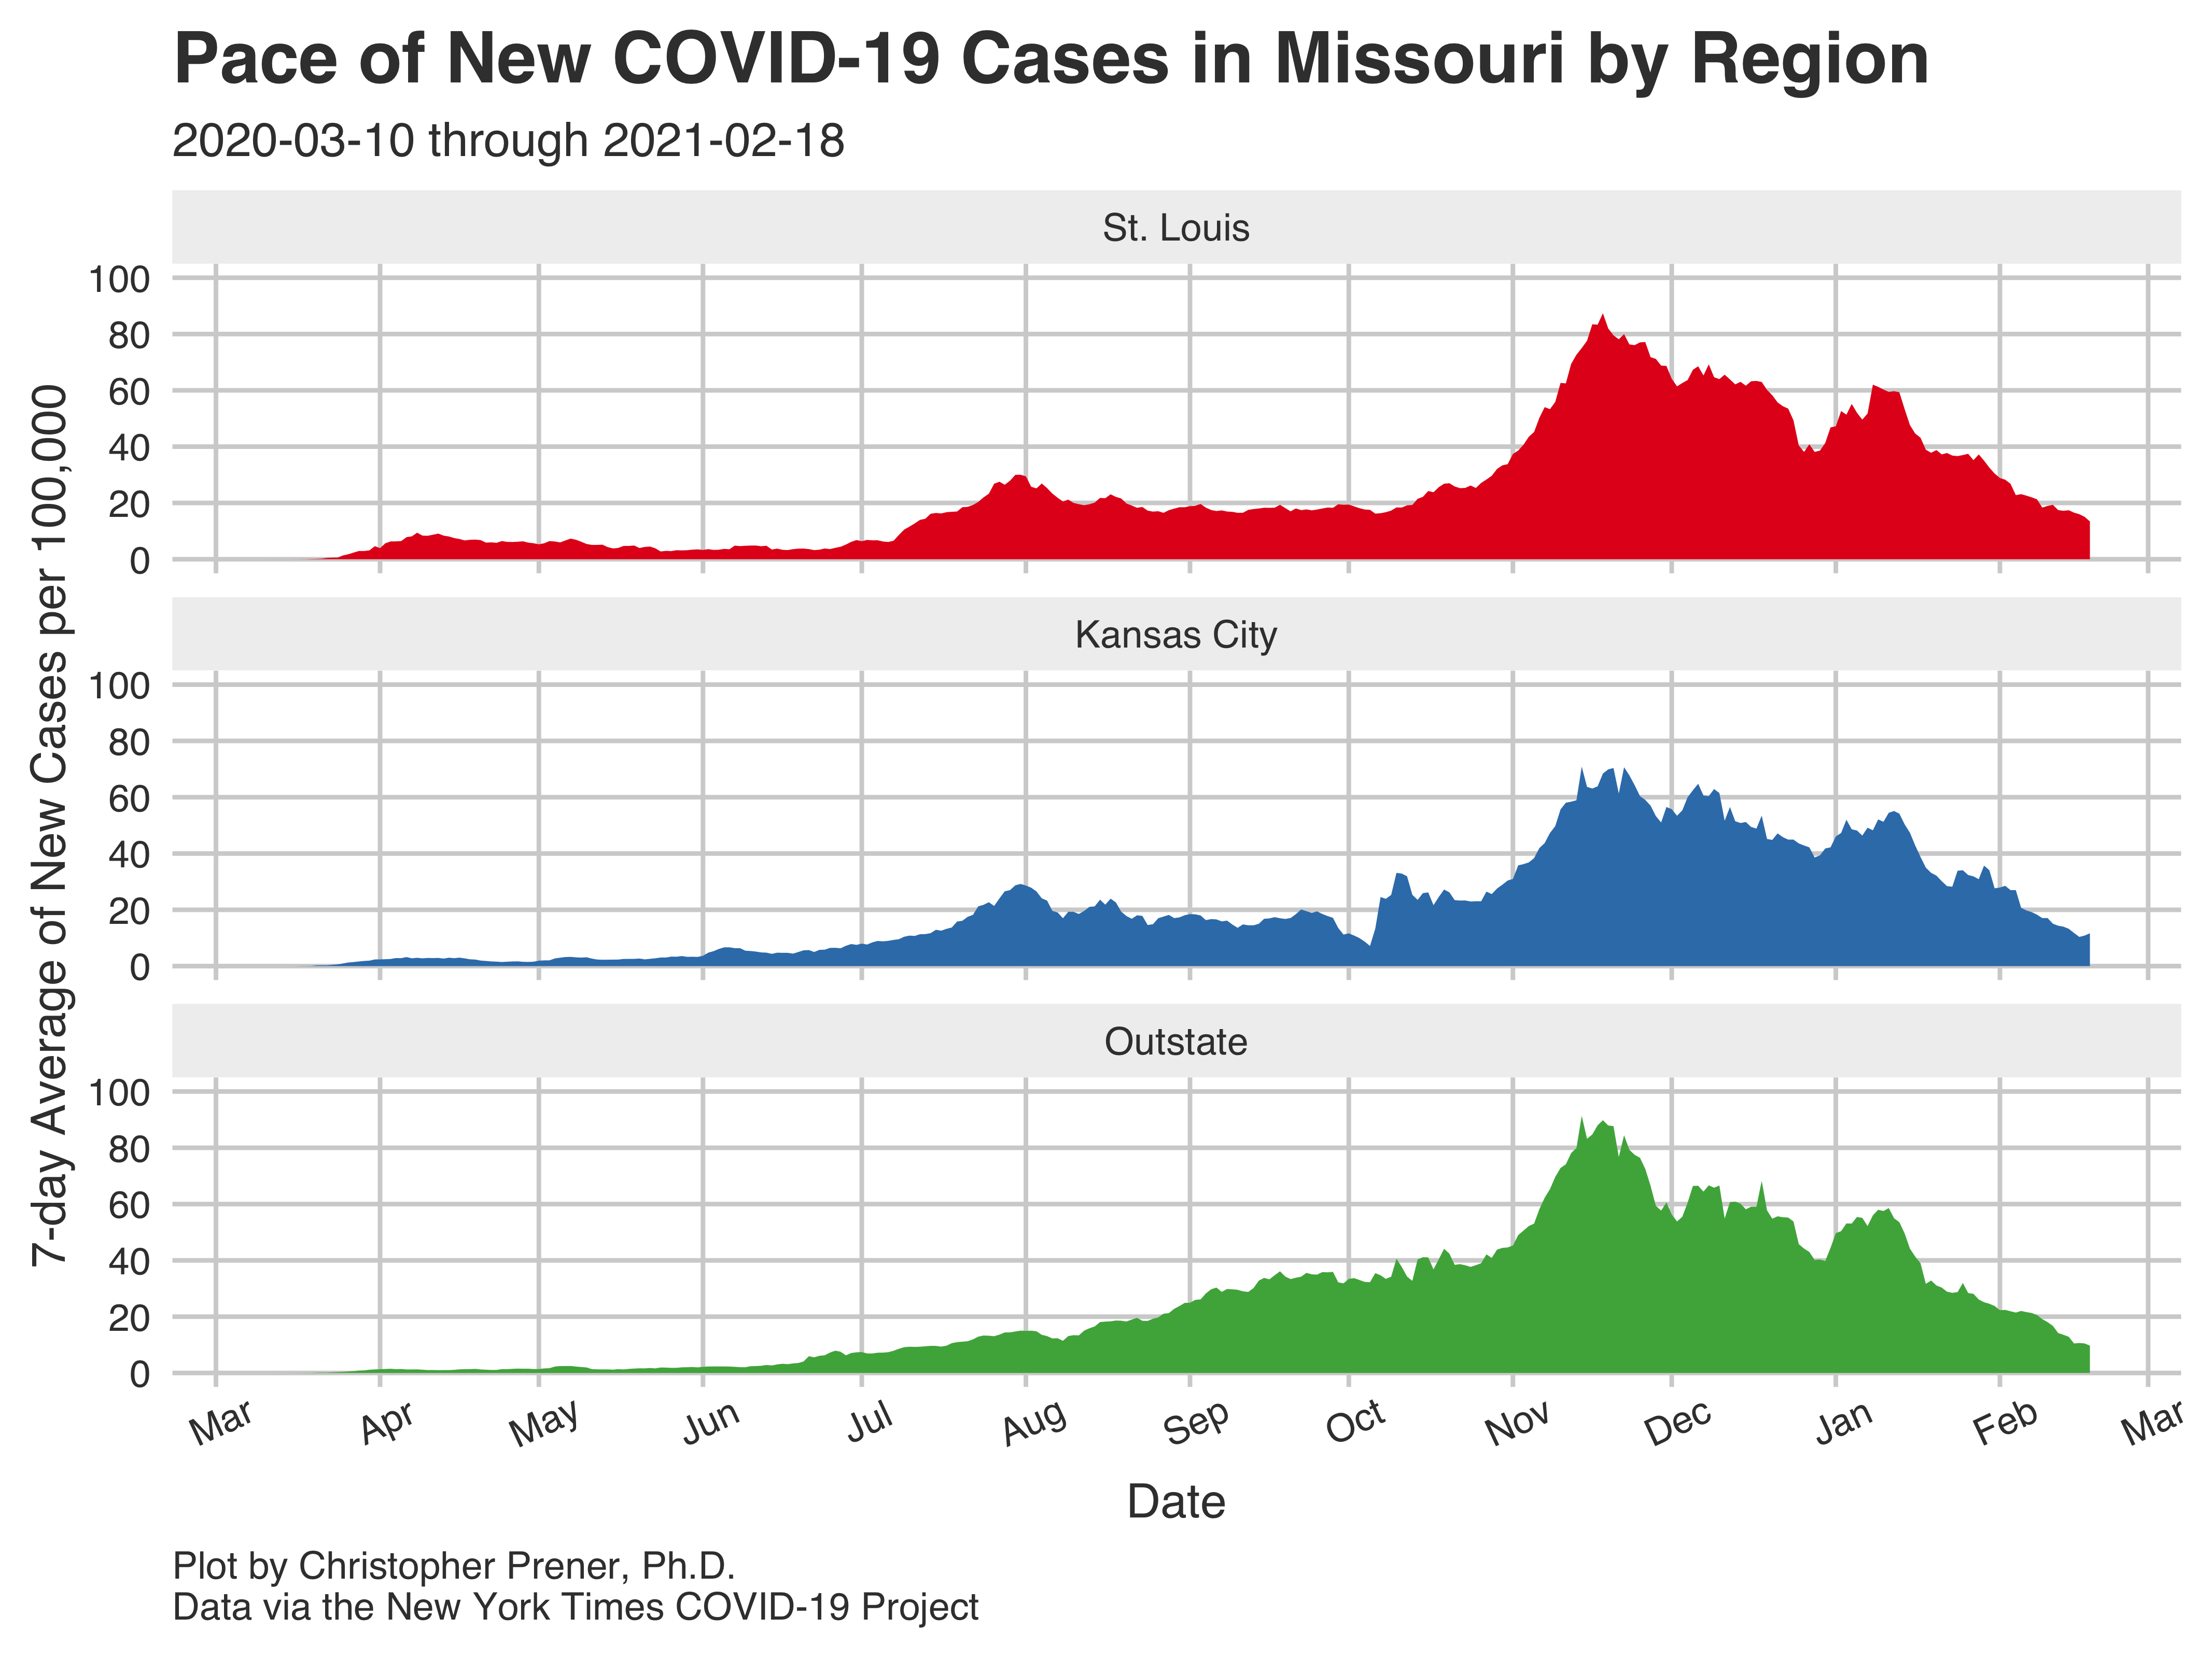 Pace of New COVID-19 Cases in Missouri by Region
2020-03-10 through 2021-02-18
7-day Average of New Cases per 100,000
St. Louis
100
80
60
40
20
0
Kansas City
100
80
60
40
20
0
Outstate
100
80
60
40
20
0
Mar Apr May Jun Jul Aug Sep Oct Nov Dec Jan Feb Mar
Date
Plot by Christopher Prener, Ph.D.
Data via the New York Times COVID-19 Project